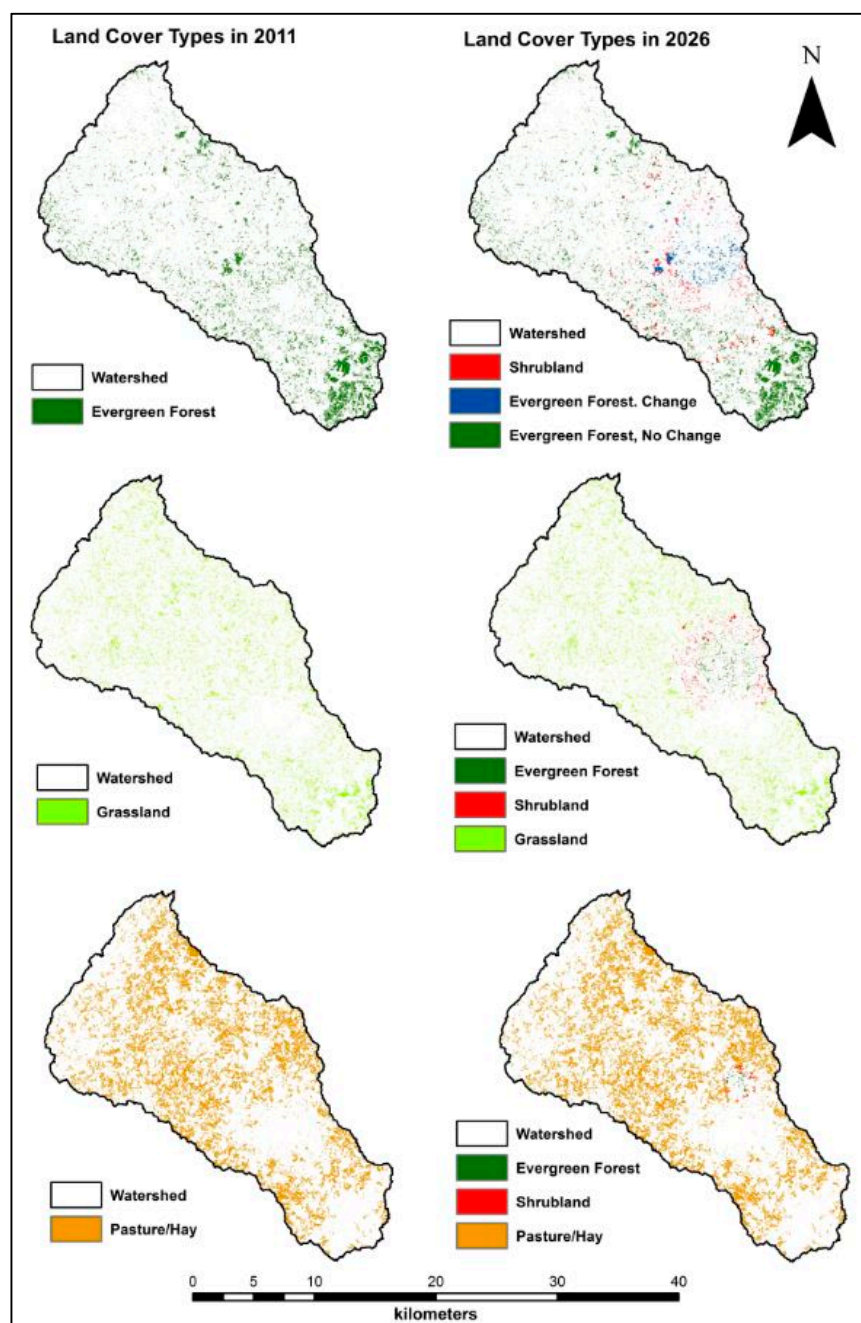 Land Cover Types in 2011
Land Cover Types in 2026
N
Watershed
Evergreen Forest
Watershed
Shrubland
Evergreen Forest. Change
Evergreen Forest, No Change
Watershed
Grassland
Watershed
Evergreen Forest
Shrubland
Grassland
Watershed
Pasture/Hay
Watershed
Evergreen Forest
Shrubland
Pasture/Hay
0 5 10 20 30 40
kilometers